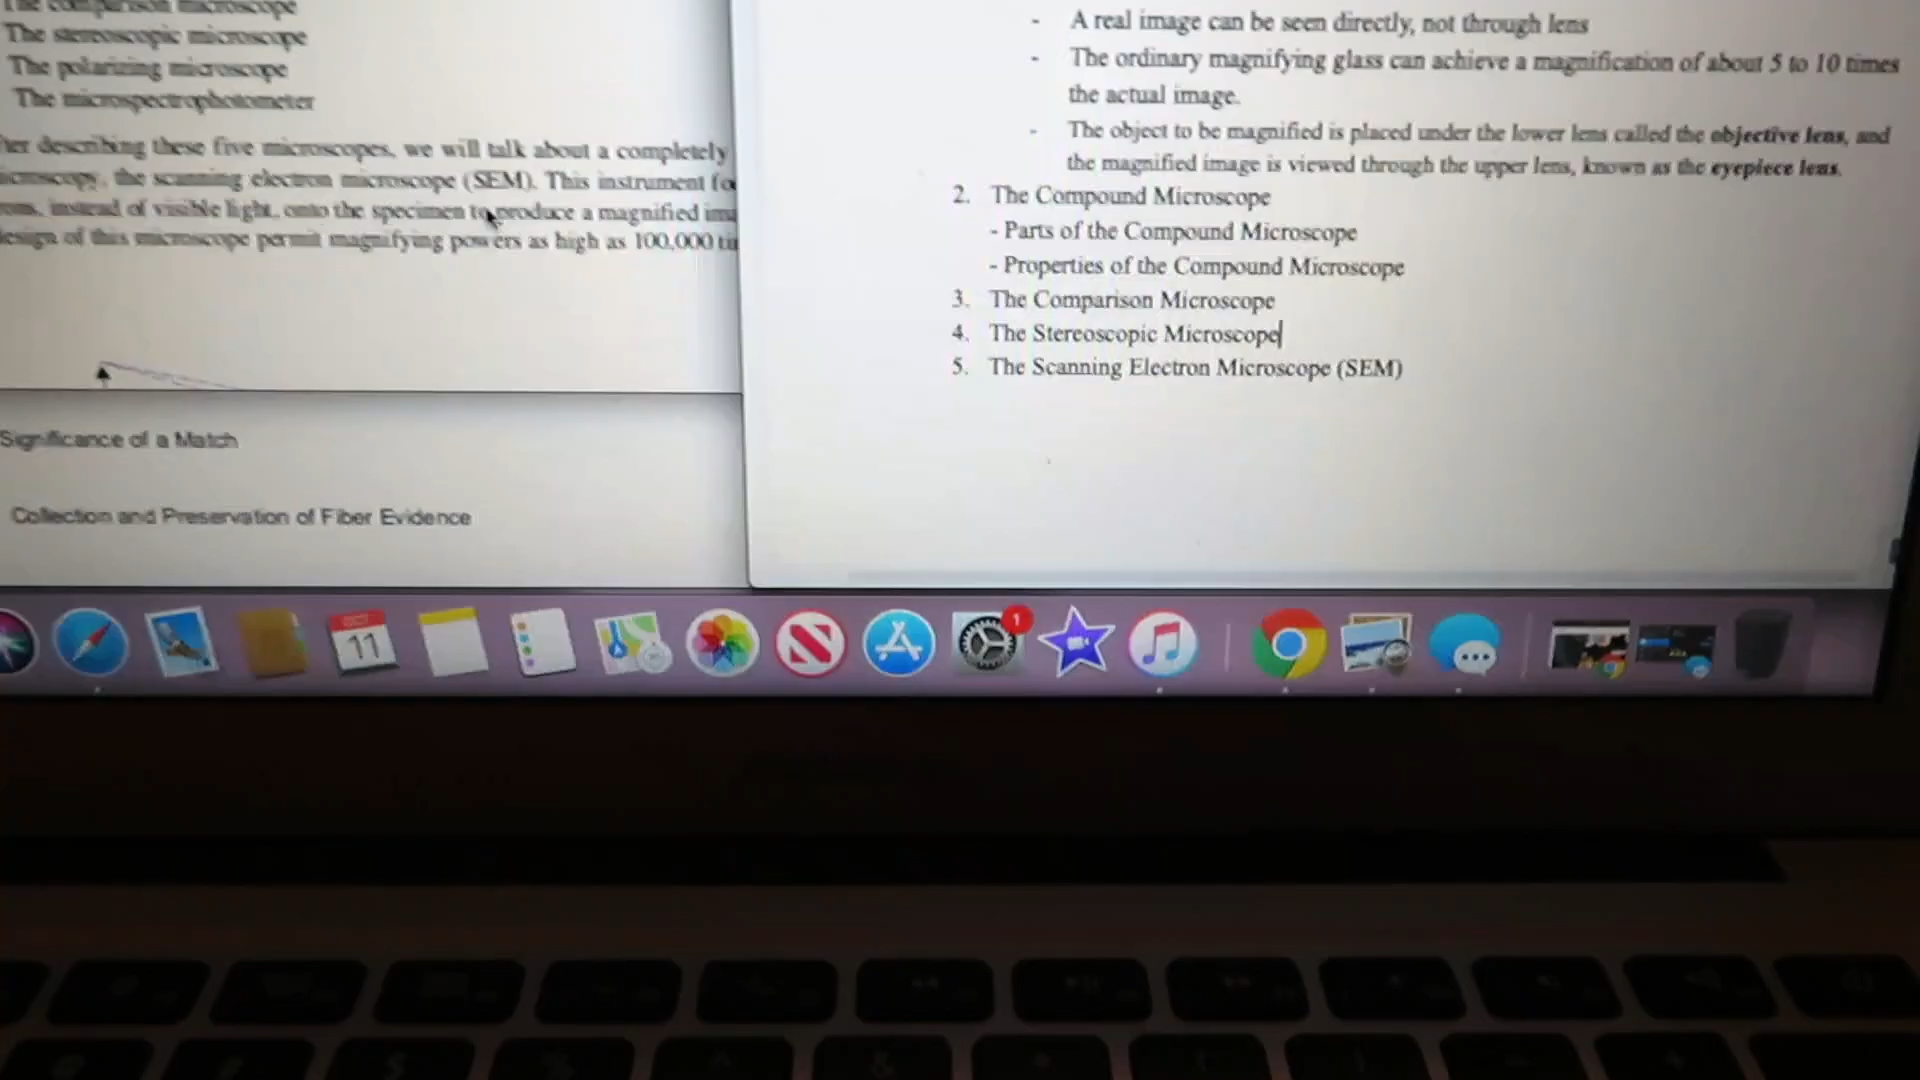 The comparison microscope
The stereoscopic microscope
The polarizing microscope
The microspectrophotometer
describing these five microscopes, we will talk about a completely
the scanning electron microscope (SEM). This instrument
instead of visible light, onto the specimen to produce a magnified
of this microscope permit magnifying powers as high as 100,000
Significance of a Match
Collection and Preservation of Fiber Evidence
- A real image can be seen directly, not through lens
- The ordinary magnifying glass can achieve a magnification of about 5 to 10 times
the actual image.
- The object to be magnified is placed under the lower lens called the objective lens, and
the magnified image is viewed through the upper lens, known as the eyepiece lens.
2. The Compound Microscope
- Parts of the Compound Microscope
- Properties of the Compound Microscope
3. The Comparison Microscope
4. The Stereoscopic Microscope
5. The Scanning Electron Microscope (SEM)
OCT
11
1